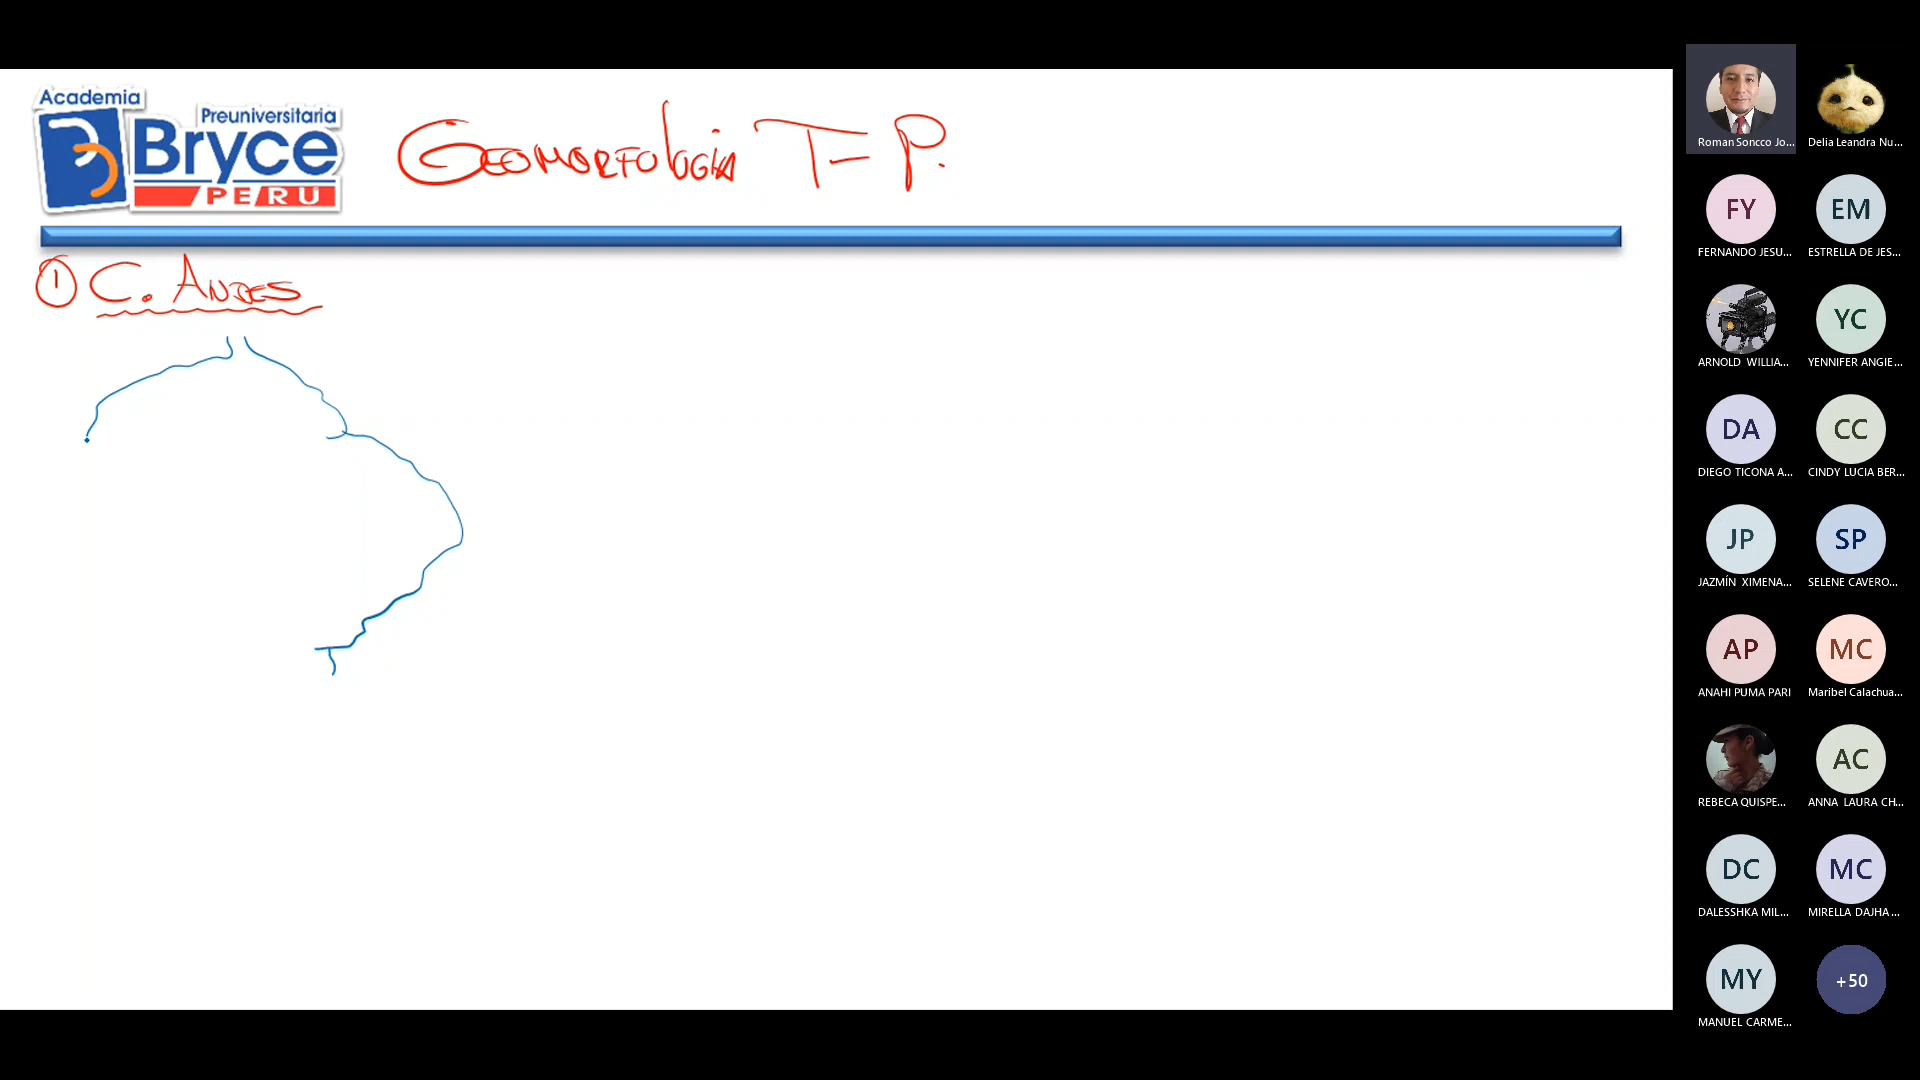 Academia
Preuniversitaria
Bryce
PERÚ
GEOMORFOLOGIA T-P.
① C. ANDES
Roman Soncco Jo...
Delia Leandra Nu...
FY
FERNANDO JESU...
EM
ESTRELLA DE JES...
ARNOLD WILLIA...
YC
YENNIFER ANGIE...
DA
DIEGO TICONA A...
CC
CINDY LUCIA BER...
JP
JAZMÍN XIMENA...
SP
SELENE CAVERO...
AP
ANAHI PUMA PARI
MC
Maribel Calachua...
REBECA QUISPE...
AC
ANNA LAURA CH...
DC
DALESSHKA MIL...
MC
MIRELLA DAJHA...
MY
MANUEL CARME...
+50